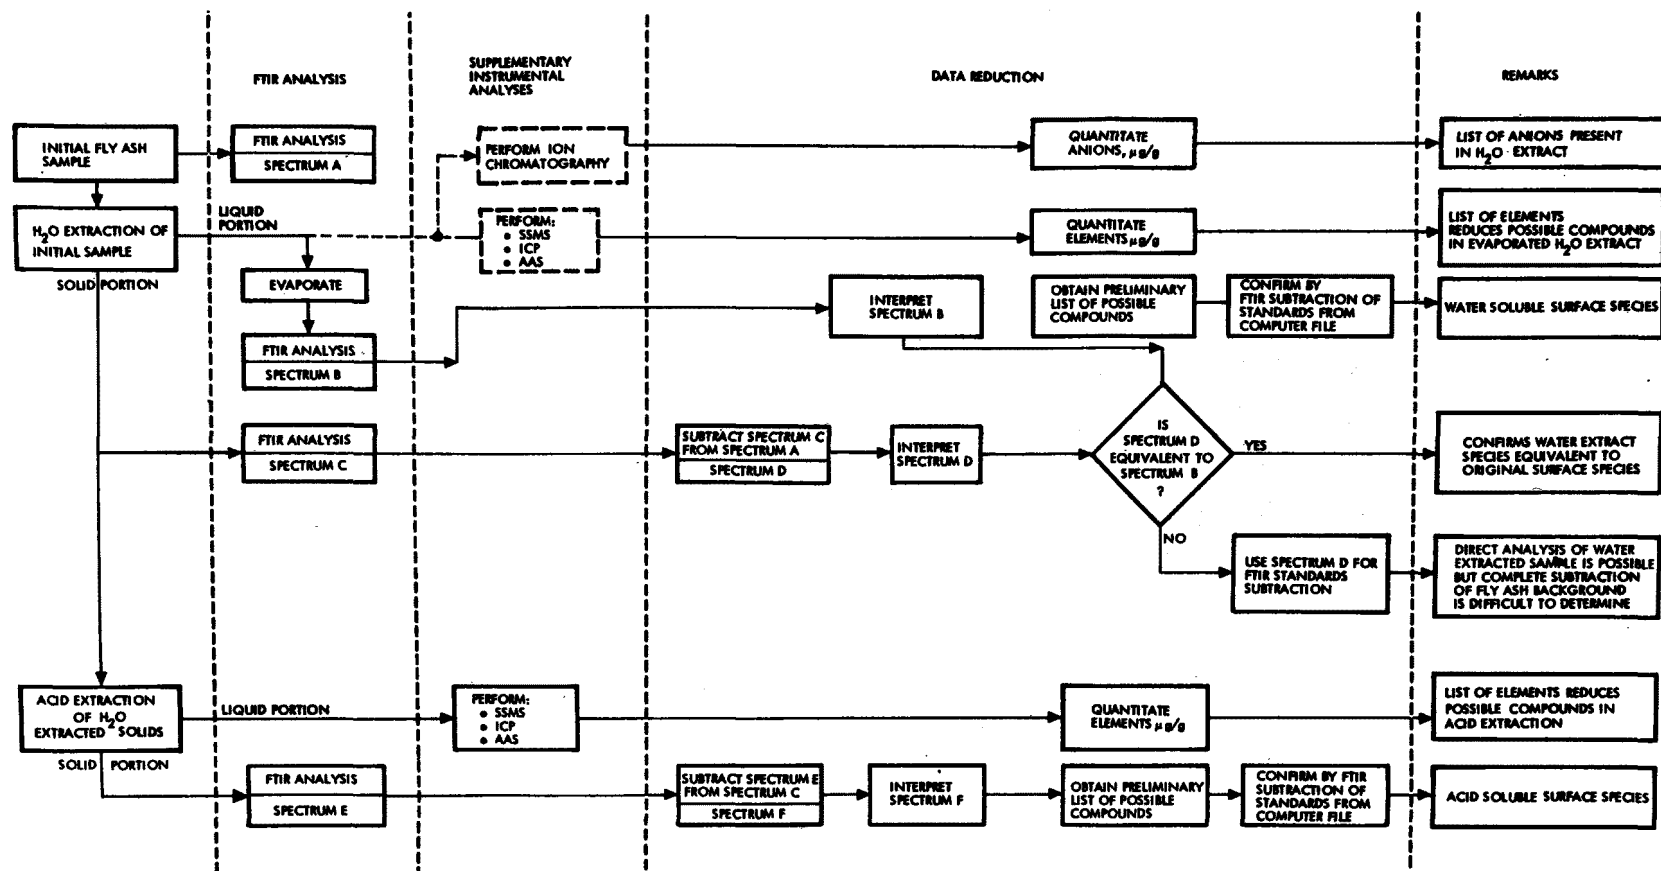 FTIR ANALYSIS
SUPPLEMENTARY
INSTRUMENTAL
ANALYSES
DATA REDUCTION
REMARKS
INITIAL FLY ASH
SAMPLE
FTIR ANALYSIS
SPECTRUM A
PERFORM ION
CHROMATOGRAPHY
QUANTITATE
ANIONS, μg/g
LIST OF ANIONS PRESENT
IN H₂O EXTRACT
H₂O EXTRACTION OF
INITIAL SAMPLE
LIQUID
PORTION
PERFORM:
• SSMS
• ICP
• AAS
QUANTITATE
ELEMENTS μg/g
LIST OF ELEMENTS
REDUCES POSSIBLE COMPOUNDS
IN EVAPORATED H₂O EXTRACT
SOLID PORTION
EVAPORATE
INTERPRET
SPECTRUM B
OBTAIN PRELIMINARY
LIST OF POSSIBLE
COMPOUNDS
CONFIRM BY
FTIR SUBTRACTION OF
STANDARDS FROM
COMPUTER FILE
WATER SOLUBLE SURFACE SPECIES
FTIR ANALYSIS
SPECTRUM B
FTIR ANALYSIS
SPECTRUM C
SUBTRACT SPECTRUM C
FROM SPECTRUM A
SPECTRUM D
INTERPRET
SPECTRUM D
IS
SPECTRUM D
EQUIVALENT TO
SPECTRUM B
?
YES
CONFIRMS WATER EXTRACT
SPECIES EQUIVALENT TO
ORIGINAL SURFACE SPECIES
NO
USE SPECTRUM D FOR
FTIR STANDARDS
SUBTRACTION
DIRECT ANALYSIS OF WATER
EXTRACTED SAMPLE IS POSSIBLE
BUT COMPLETE SUBTRACTION
OF FLY ASH BACKGROUND
IS DIFFICULT TO DETERMINE
ACID EXTRACTION
OF H₂O
EXTRACTED SOLIDS
LIQUID PORTION
PERFORM:
• SSMS
• ICP
• AAS
QUANTITATE
ELEMENTS μg/g
LIST OF ELEMENTS REDUCES
POSSIBLE COMPOUNDS IN
ACID EXTRACTION
SOLID PORTION
FTIR ANALYSIS
SPECTRUM E
SUBTRACT SPECTRUM E
FROM SPECTRUM C
SPECTRUM F
INTERPRET
SPECTRUM F
OBTAIN PRELIMINARY
LIST OF POSSIBLE
COMPOUNDS
CONFIRM BY FTIR
SUBTRACTION OF
STANDARDS FROM
COMPUTER FILE
ACID SOLUBLE SURFACE SPECIES